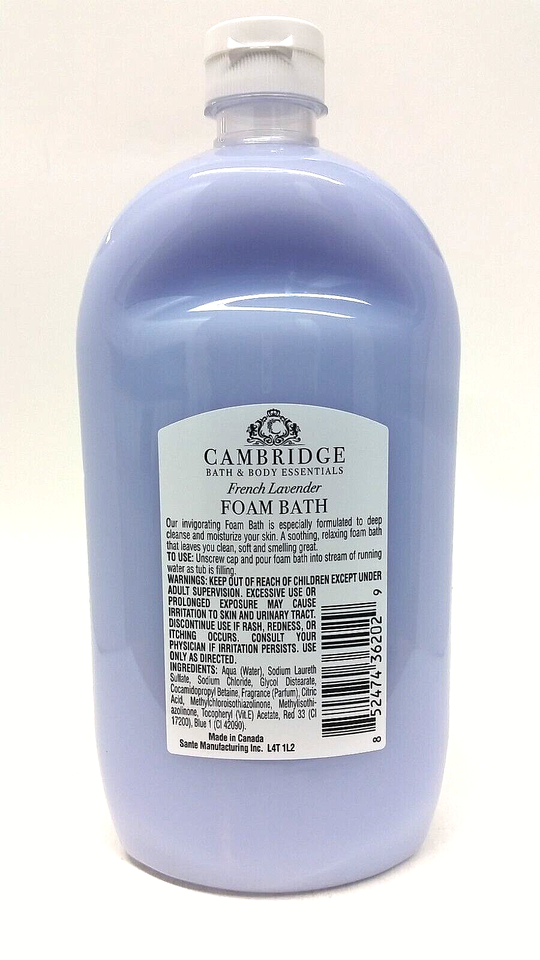 C
CAMBRIDGE
BATH & BODY ESSENTIALS
French Lavender
FOAM BATH
Our invigorating Foam Bath is especially formulated to deep
cleanse and moisturize your skin. A soothing, relaxing foam bath
that leaves you clean, soft and smelling great.
TO USE: Unscrew cap and pour foam bath into stream of running
water as tub is filling.
WARNINGS: KEEP OUT OF REACH OF CHILDREN EXCEPT UNDER
ADULT SUPERVISION. EXCESSIVE USE OR
PROLONGED EXPOSURE MAY CAUSE
IRRITATION TO SKIN AND URINARY TRACT.
DISCONTINUE USE IF RASH, REDNESS, OR
ITCHING OCCURS. CONSULT YOUR
PHYSICIAN IF IRRITATION PERSISTS. USE
ONLY AS DIRECTED.
INGREDIENTS: Aqua (Water), Sodium Laureth
Sulfate, Sodium Chloride, Glycol Distearate,
Cocamidopropyl Betaine, Fragrance (Parfum), Citric
Acid, Methylchloroisothiazolinone, Methylisothi-
azolinone, Tocopheryl (Vit.E) Acetate, Red 33 (CI
17200), Blue 1 (CI 42090).
Made in Canada
Sante Manufacturing Inc. L4T 1L2
8 52474 36202 9